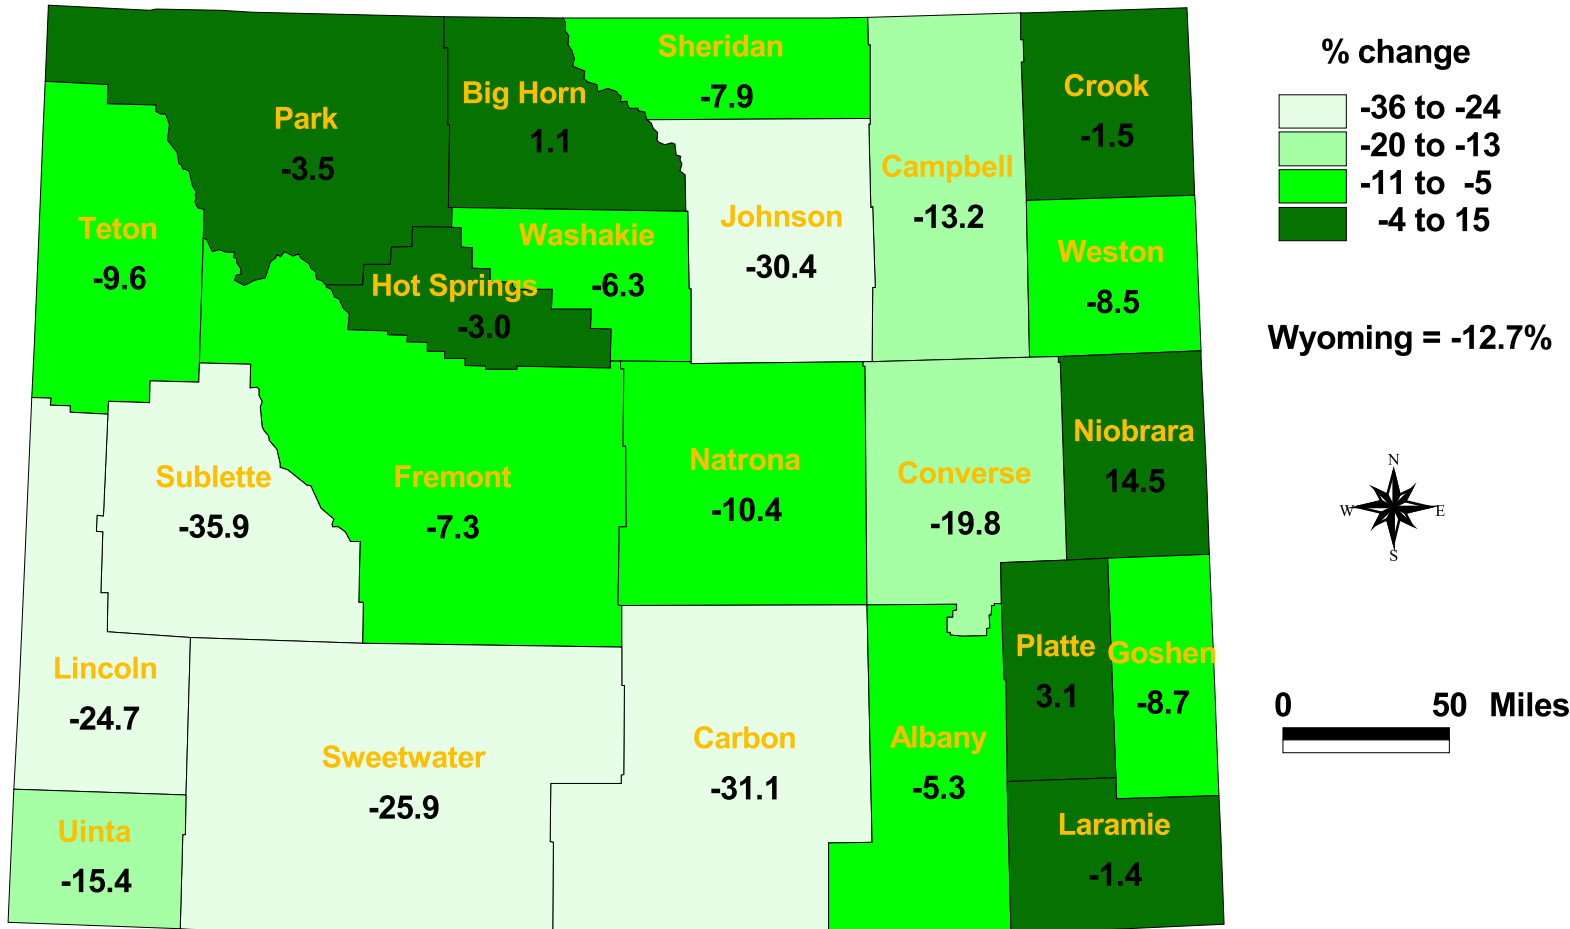 Sheridan
-7.9
% change
Crook
-1.5
Big Horn
1.1
Park
-3.5
-36 to -24
-20 to -13
-11 to -5
-4 to 15
Campbell
-13.2
Johnson
-30.4
Teton
-9.6
Washakie
-6.3
Weston
-8.5
Hot Springs
-3.0
Wyoming = -12.7%
Niobrara
14.5
Natrona
-10.4
Converse
-19.8
Sublette
-35.9
Fremont
-7.3
N
W E
S
Platte
3.1
Goshen
-8.7
Lincoln
-24.7
0 50 Miles
Sweetwater
-25.9
Carbon
-31.1
Albany
-5.3
Uinta
-15.4
Laramie
-1.4